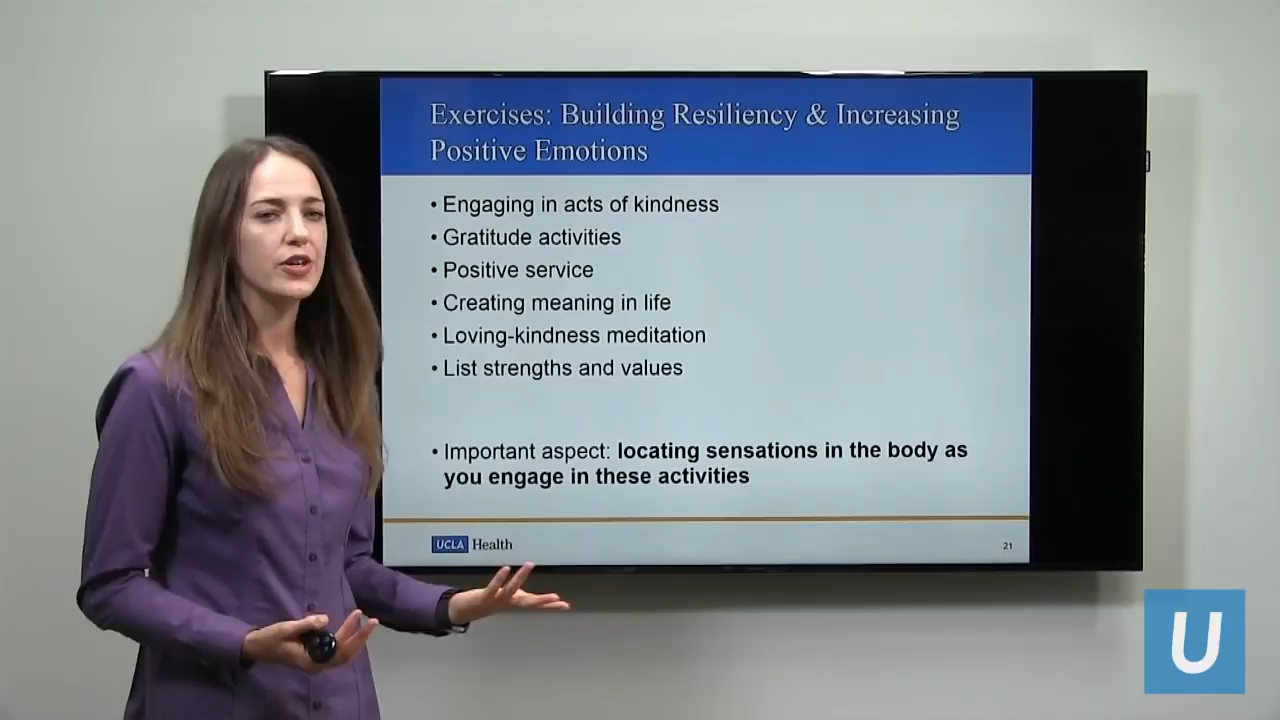 Exercises: Building Resiliency & Increasing
Positive Emotions
• Engaging in acts of kindness
• Gratitude activities
• Positive service
• Creating meaning in life
• Loving-kindness meditation
• List strengths and values
• Important aspect: locating sensations in the body as
you engage in these activities
UCLA Health
21
U